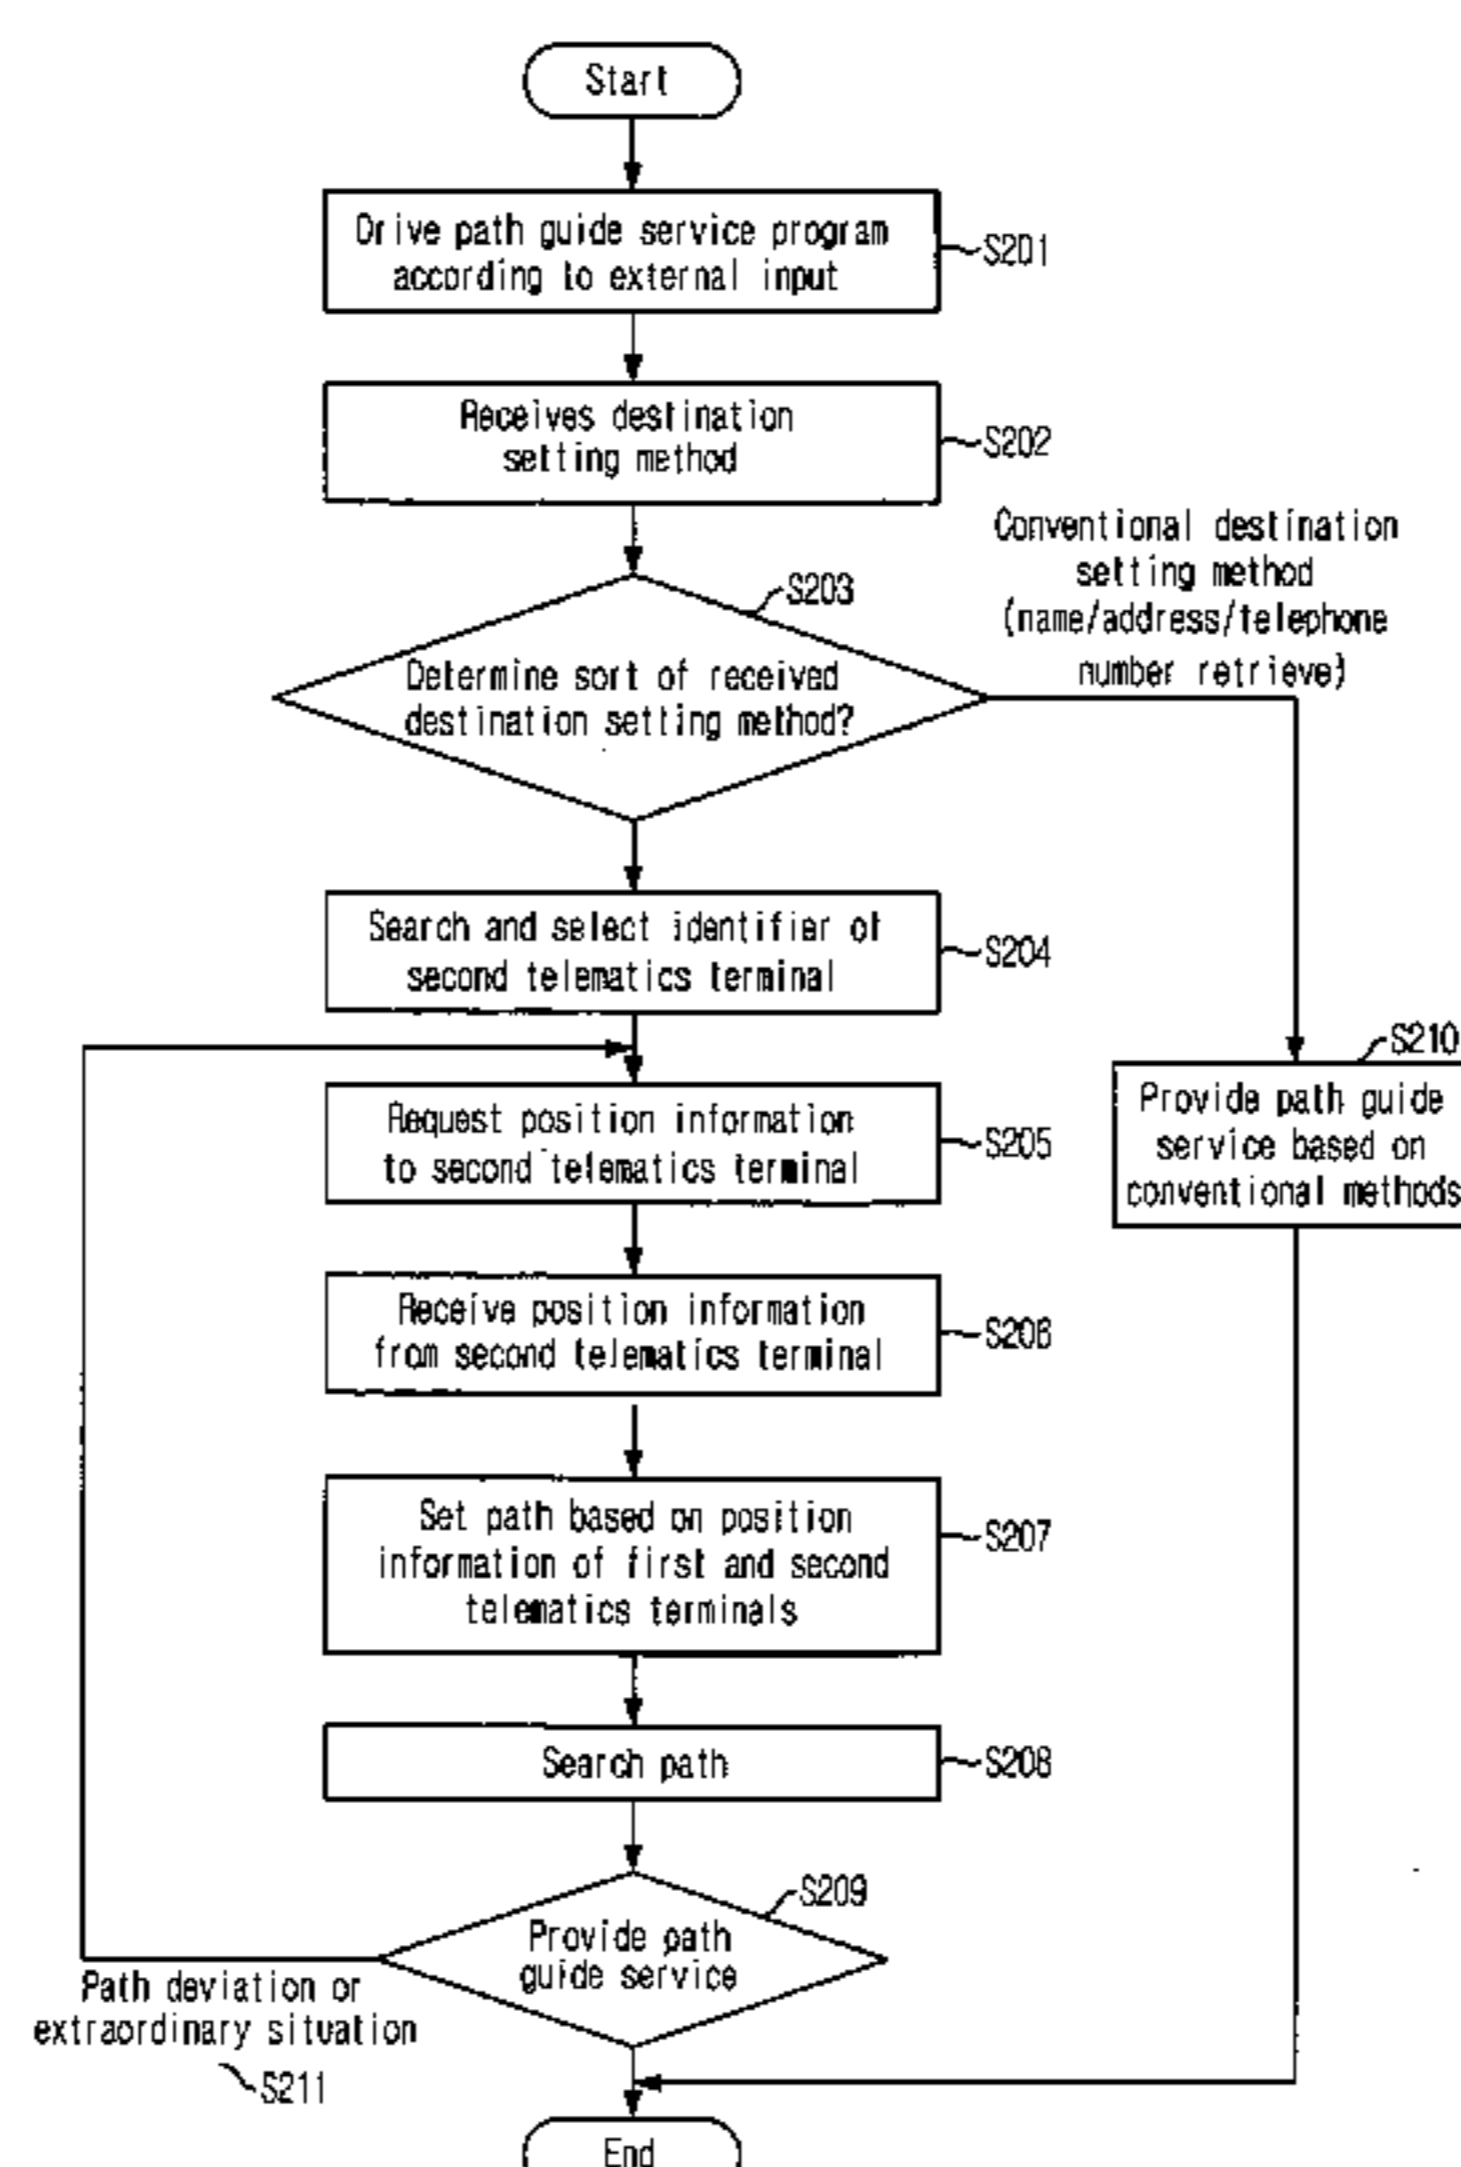 Start
Drive path guide service program
according to external input
S201
Receives destination
setting method
S202
Conventional destination
setting method
(name/address/telephone
number retrieve)
S203
Determine sort of received
destination setting method?
Search and select identifier of
second telematics terminal
S204
S210
Provide path guide
service based on
conventional methods
Request position information
to second telematics terminal
S205
Receive position information
from second telematics terminal
S206
Set path based on position
information of first and second
telematics terminals
S207
Search path
S208
S209
Provide path
guide service
Path deviation or
extraordinary situation
S211
End